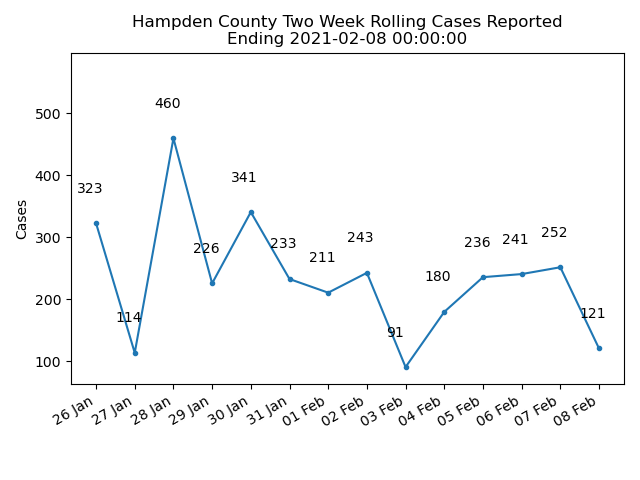 Hampden County Two Week Rolling Cases Reported
Ending 2021-02-08 00:00:00
Cases
500
400
300
200
100
323
114
460
226
341
233
211
243
91
180
236
241
252
121
26 Jan
27 Jan
28 Jan
29 Jan
30 Jan
31 Jan
01 Feb
02 Feb
03 Feb
04 Feb
05 Feb
06 Feb
07 Feb
08 Feb